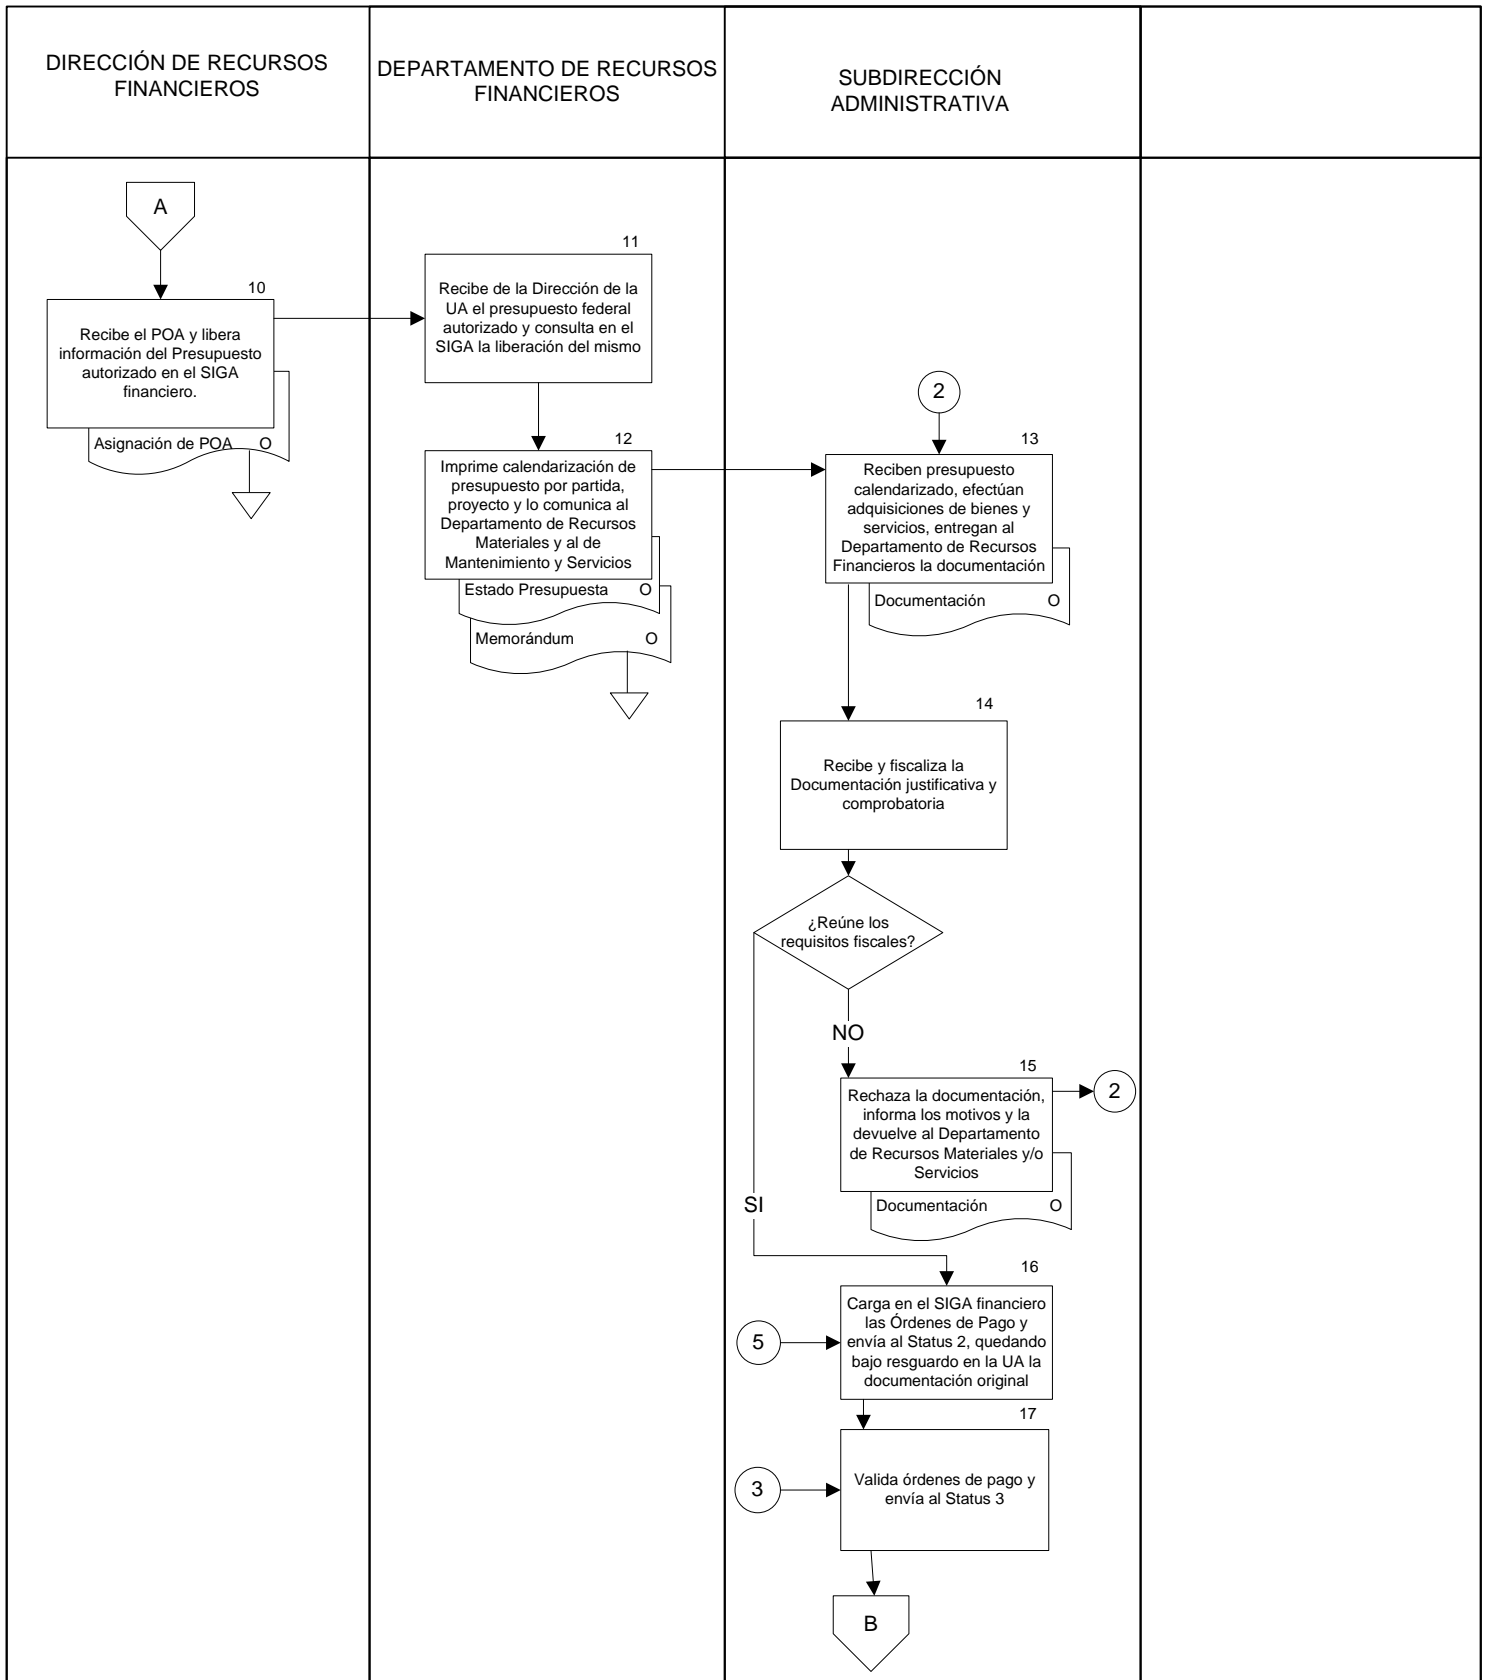 DIRECCIÓN DE RECURSOS
FINANCIEROS
DEPARTAMENTO DE RECURSOS
FINANCIEROS
SUBDIRECCIÓN
ADMINISTRATIVA
A
10
Recibe el POA y libera
información del Presupuesto
autorizado en el SIGA
financiero.
Asignación de POA O
11
Recibe de la Dirección de la
UA el presupuesto federal
autorizado y consulta en el
SIGA la liberación del mismo
12
Imprime calendarización de
presupuesto por partida,
proyecto y lo comunica al
Departamento de Recursos
Materiales y al de
Mantenimiento y Servicios
Estado Presupuesta O
Memorándum O
2
13
Reciben presupuesto
calendarizado, efectúan
adquisiciones de bienes y
servicios, entregan al
Departamento de Recursos
Financieros la documentación
Documentación O
14
Recibe y fiscaliza la
Documentación justificativa y
comprobatoria
¿Reúne los
requisitos fiscales?
NO
15
Rechaza la documentación,
informa los motivos y la
devuelve al Departamento
de Recursos Materiales y/o
Servicios
2
Documentación O
SI
16
Carga en el SIGA financiero
las Órdenes de Pago y
envía al Status 2, quedando
bajo resguardo en la UA la
documentación original
5
17
Valida órdenes de pago y
envía al Status 3
3
B